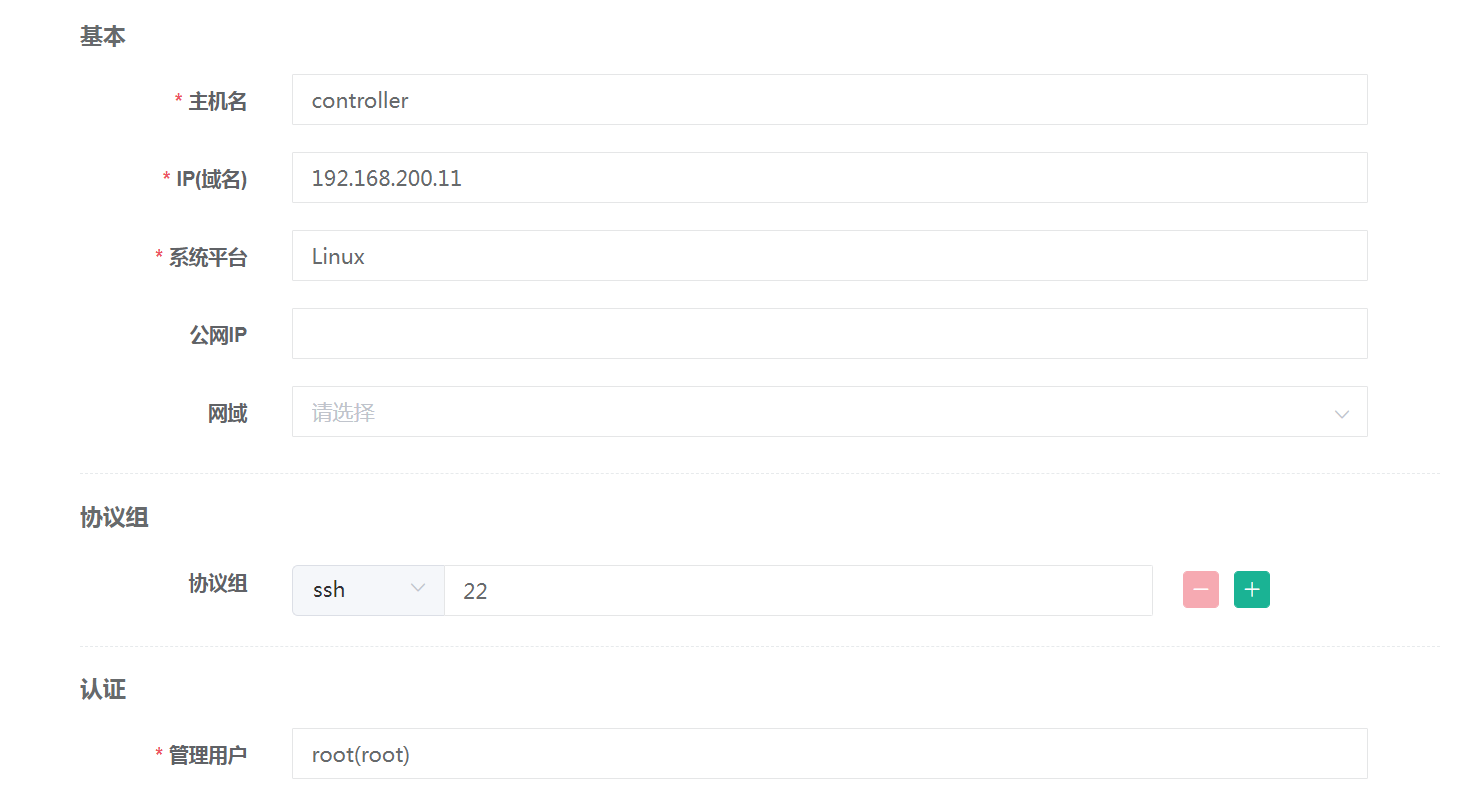 基本
* 主机名 controller
* IP(域名) 192.168.200.11
* 系统平台 Linux
公网IP
网域 请选择
协议组
协议组 ssh 22
认证
* 管理用户 root(root)